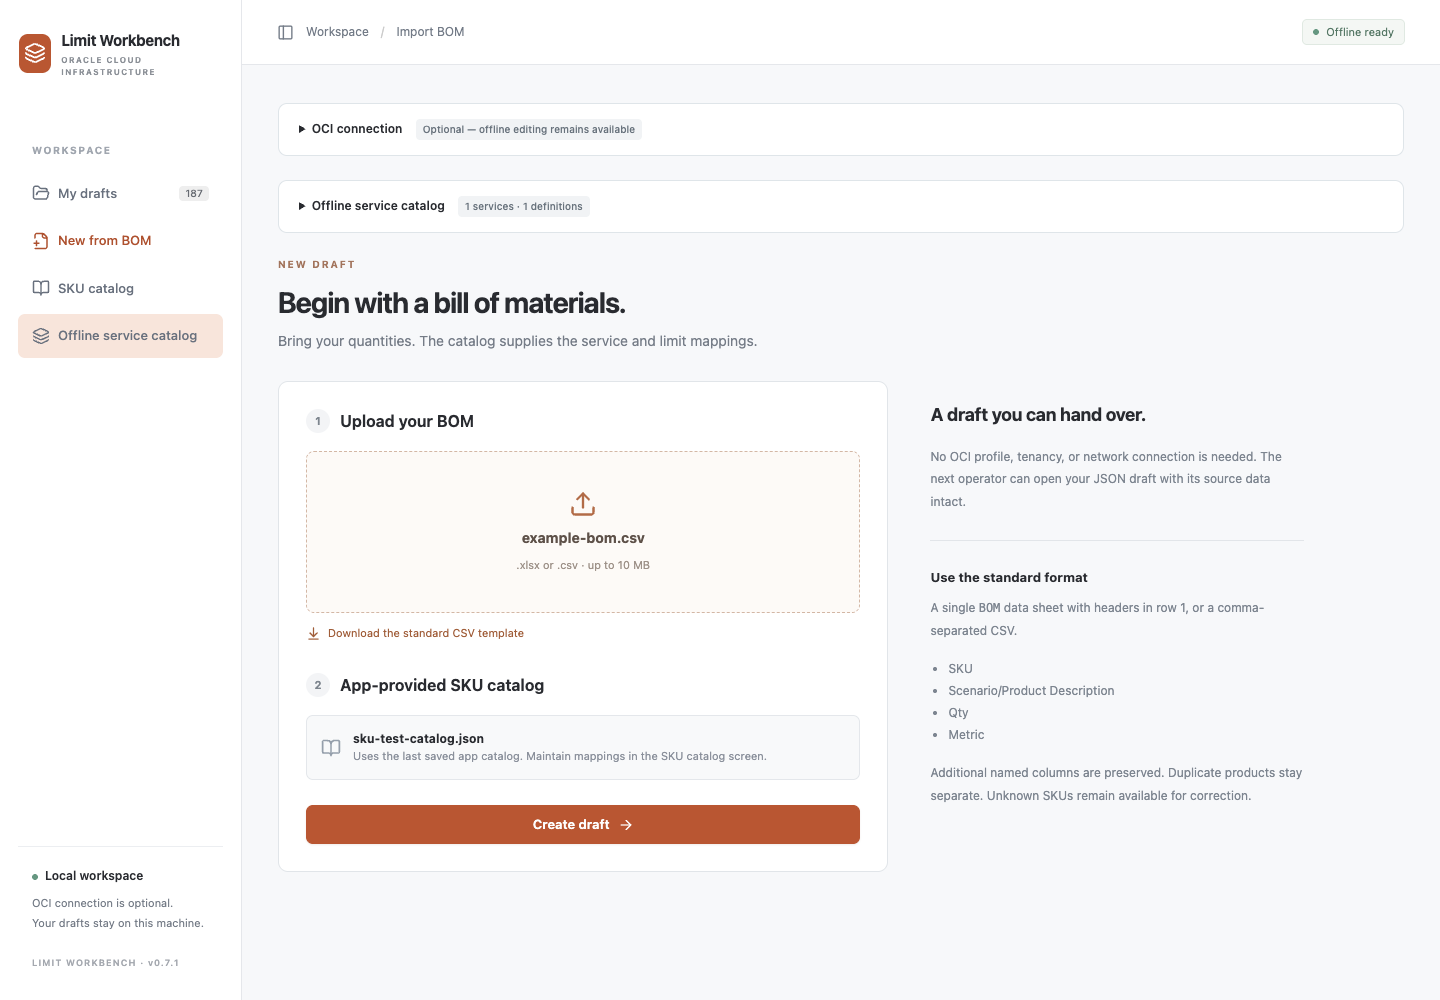 Limit Workbench
ORACLE CLOUD
INFRASTRUCTURE
WORKSPACE
My drafts 187
New from BOM
SKU catalog
Offline service catalog
Local workspace
OCI connection is optional.
Your drafts stay on this machine.
LIMIT WORKBENCH · v0.7.1
Workspace / Import BOM
Offline ready
OCI connection Optional — offline editing remains available
Offline service catalog 1 services · 1 definitions
NEW DRAFT
Begin with a bill of materials.
Bring your quantities. The catalog supplies the service and limit mappings.
1 Upload your BOM
example-bom.csv
.xlsx or .csv · up to 10 MB
Download the standard CSV template
2 App-provided SKU catalog
sku-test-catalog.json
Uses the last saved app catalog. Maintain mappings in the SKU catalog screen.
Create draft
A draft you can hand over.
No OCI profile, tenancy, or network connection is needed. The
next operator can open your JSON draft with its source data
intact.
Use the standard format
A single BOM data sheet with headers in row 1, or a comma-
separated CSV.
• SKU
• Scenario/Product Description
• Qty
• Metric
Additional named columns are preserved. Duplicate products stay
separate. Unknown SKUs remain available for correction.